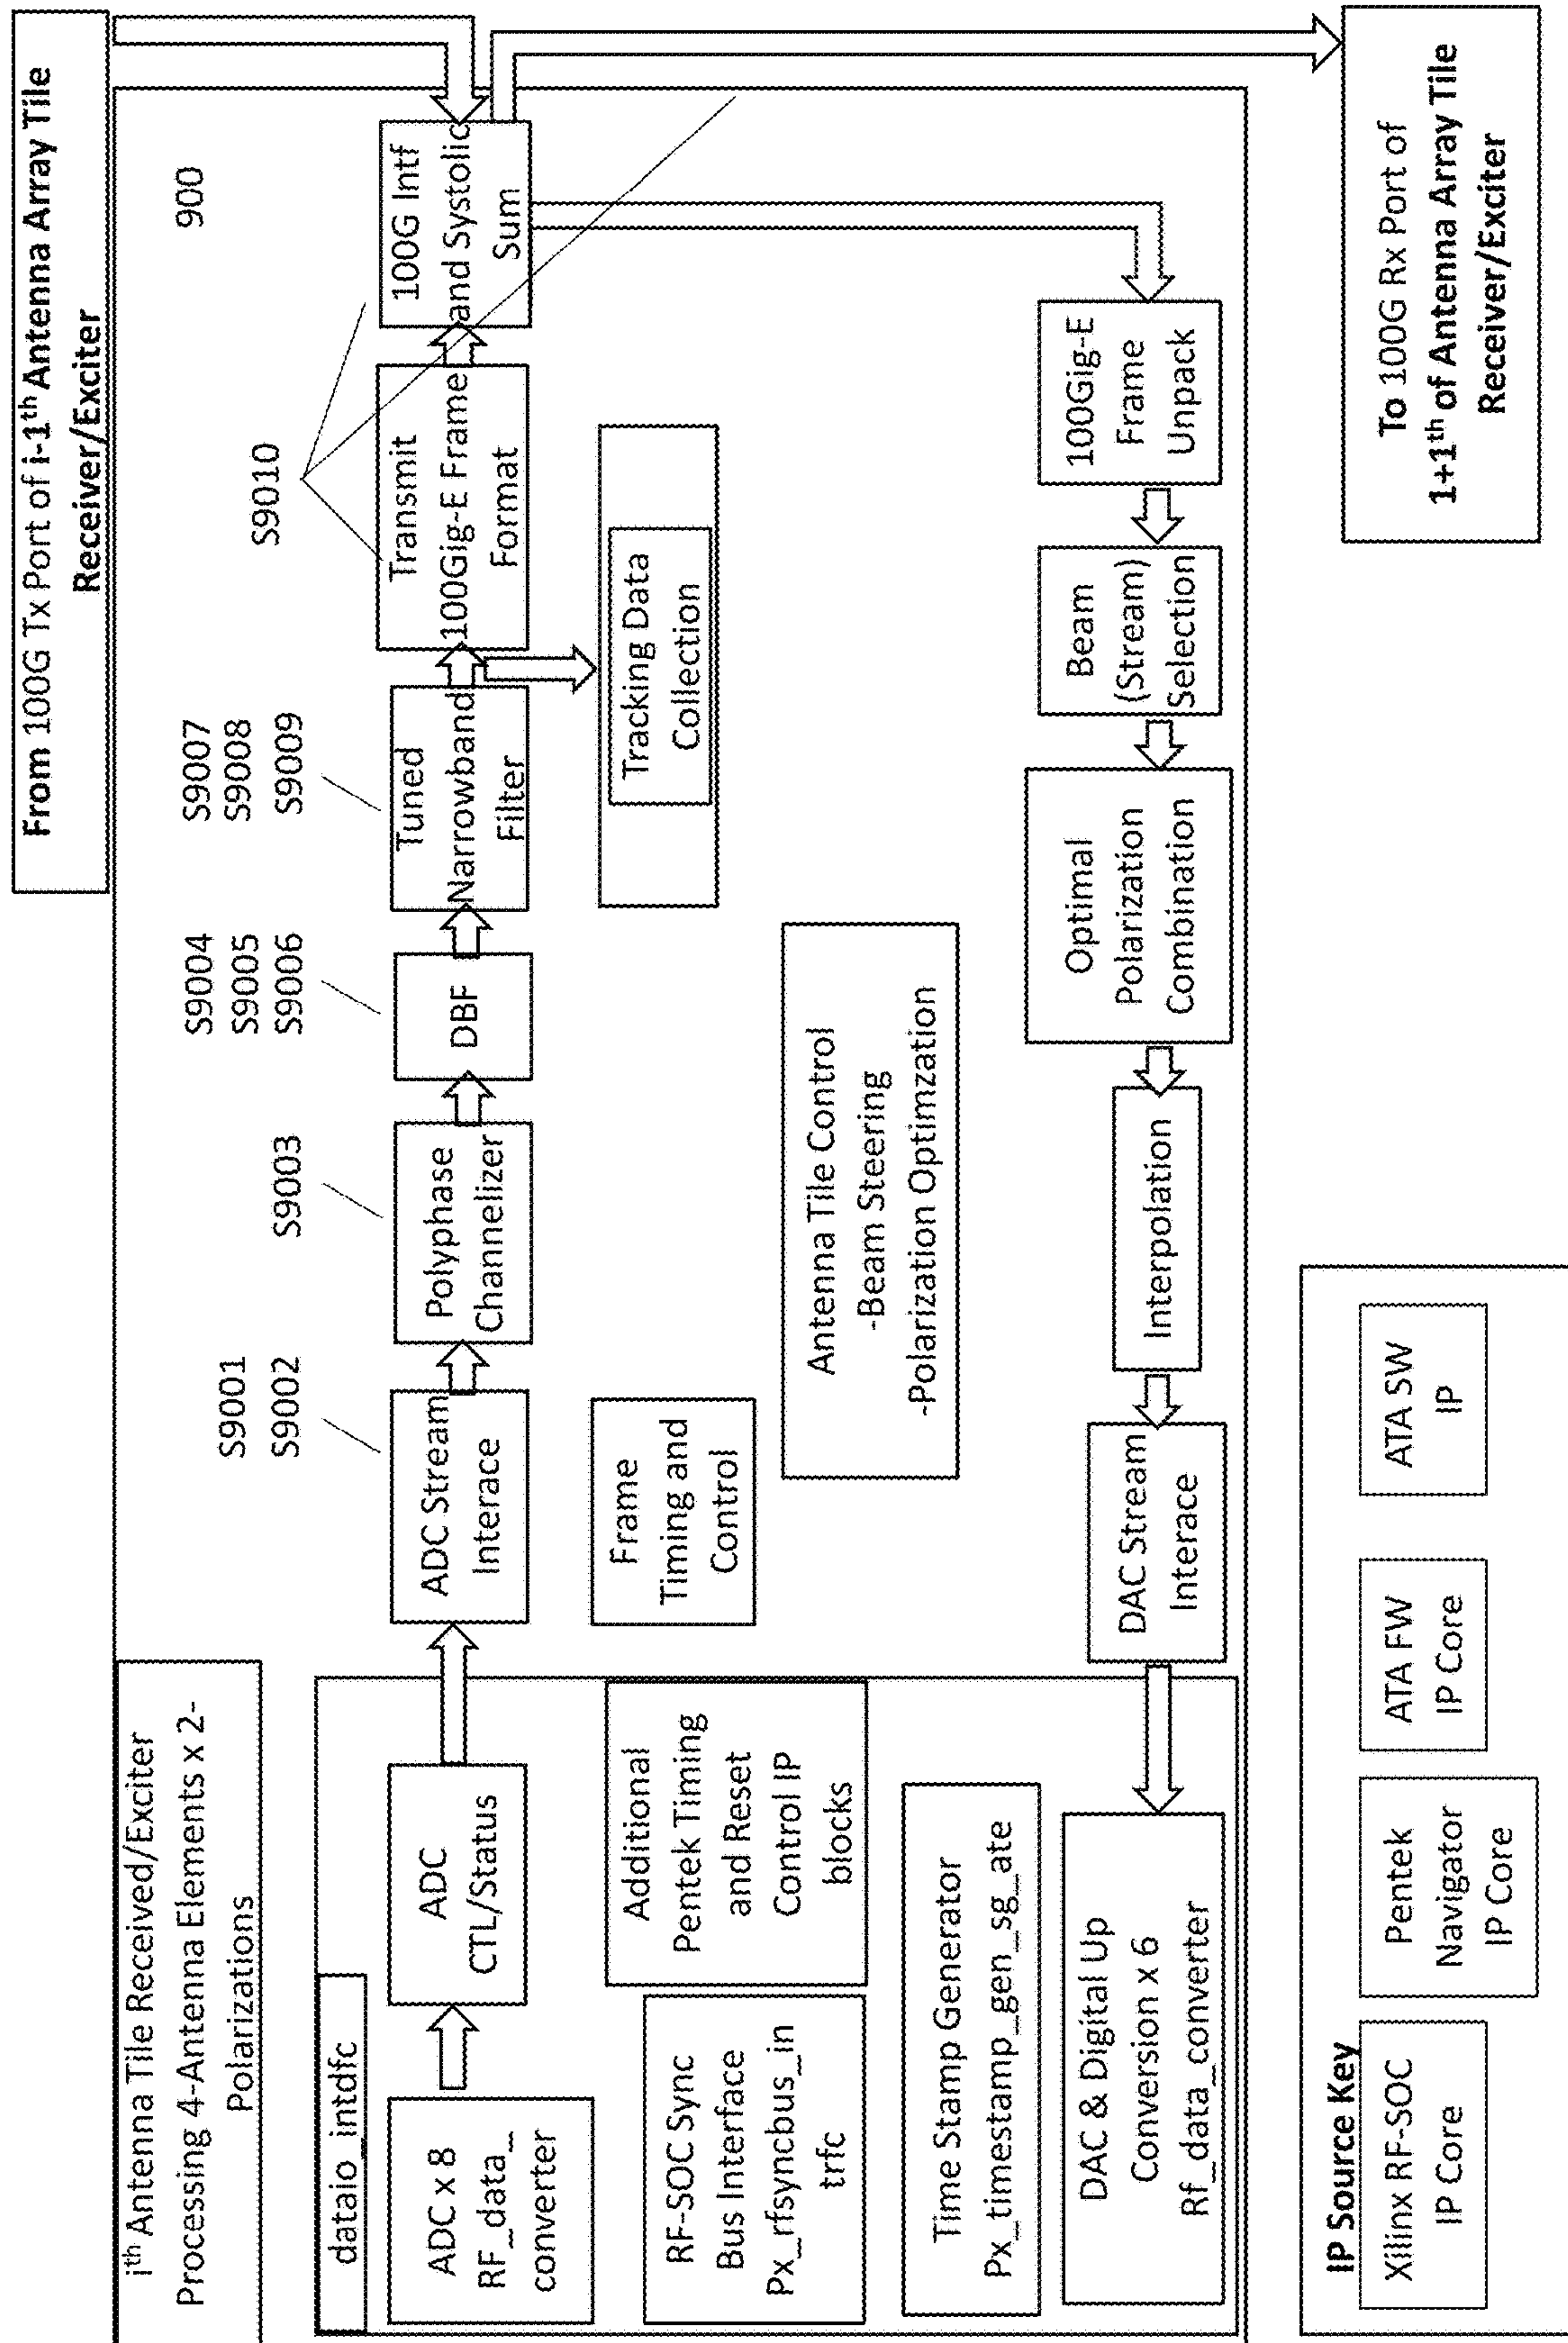 i-th Antenna Tile Received/Exciter
Processing 4-Antenna Elements x 2-
Polarizations
From 100G Tx Port of i-1th Antenna Array Tile
Receiver/Exciter
900
S9001
S9002
S9003
S9004
S9005
S9006
S9007
S9008
S9009
S9010
dataio_intdfc
ADC x 8
RF_data_
converter
ADC
CTL/Status
ADC Stream
Interace
Polyphase
Channelizer
DBF
Tuned
Narrowband
Filter
Transmit
100Gig-E Frame
Format
100G Intf
and Systolic
Sum
RF-SOC Sync
Bus Interface
Px_rfsyncbus_in
trfc
Additional
Pentek Timing
and Reset
Control IP
blocks
Frame
Timing and
Control
Tracking Data
Collection
Antenna Tile Control
-Beam Steering
-Polarization Optimzation
Time Stamp Generator
Px_timestamp_gen_sg_ate
DAC & Digital Up
Conversion x 6
Rf_data_converter
DAC Stream
Interace
Interpolation
Optimal
Polarization
Combination
Beam
(Stream)
Selection
100Gig-E
Frame
Unpack
IP Source Key
Xilinx RF-SOC
IP Core
Pentek
Navigator
IP Core
ATA FW
IP Core
ATA SW
IP
To 100G Rx Port of
1+1th of Antenna Array Tile
Receiver/Exciter